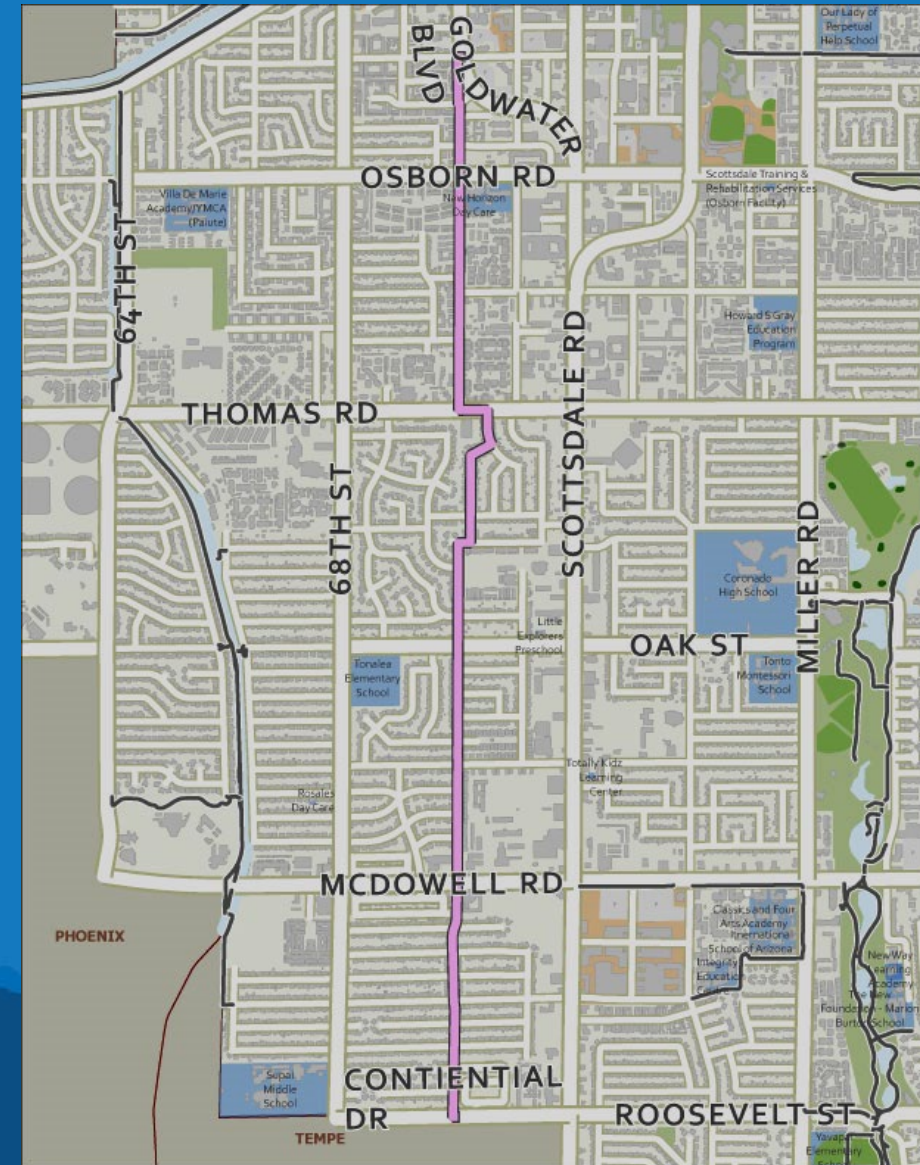 Our Lady of
Perpetual
Help School
GOLDWATER
BLVD
OSBORN RD
Scottsdale Training &
Rehabilitation Services
(Osborn Facility)
Villa De Marie
Academy/YMCA
(Paiute)
New Horizon
Day Care
64TH ST
Howard S Gray
Education
Program
SCOTTSDALE RD
THOMAS RD
68TH ST
MILLER RD
Coronado
High School
Little
Explorers
Preschool
OAK ST
Tonalea
Elementary
School
Tonto
Montessori
School
Totally Kidz
Learning
Center
Rosales
Day Care
MCDOWELL RD
PHOENIX
Classics and Four
Arts Academy
International
School of Arizona
Integrity
Education
Centre
New Way
Learning
Academy
The New
Foundation - Marion
Burton School
Supai
Middle
School
CONTIENTIAL
DR
ROOSEVELT ST
TEMPE
Yavapai
Elementary
School